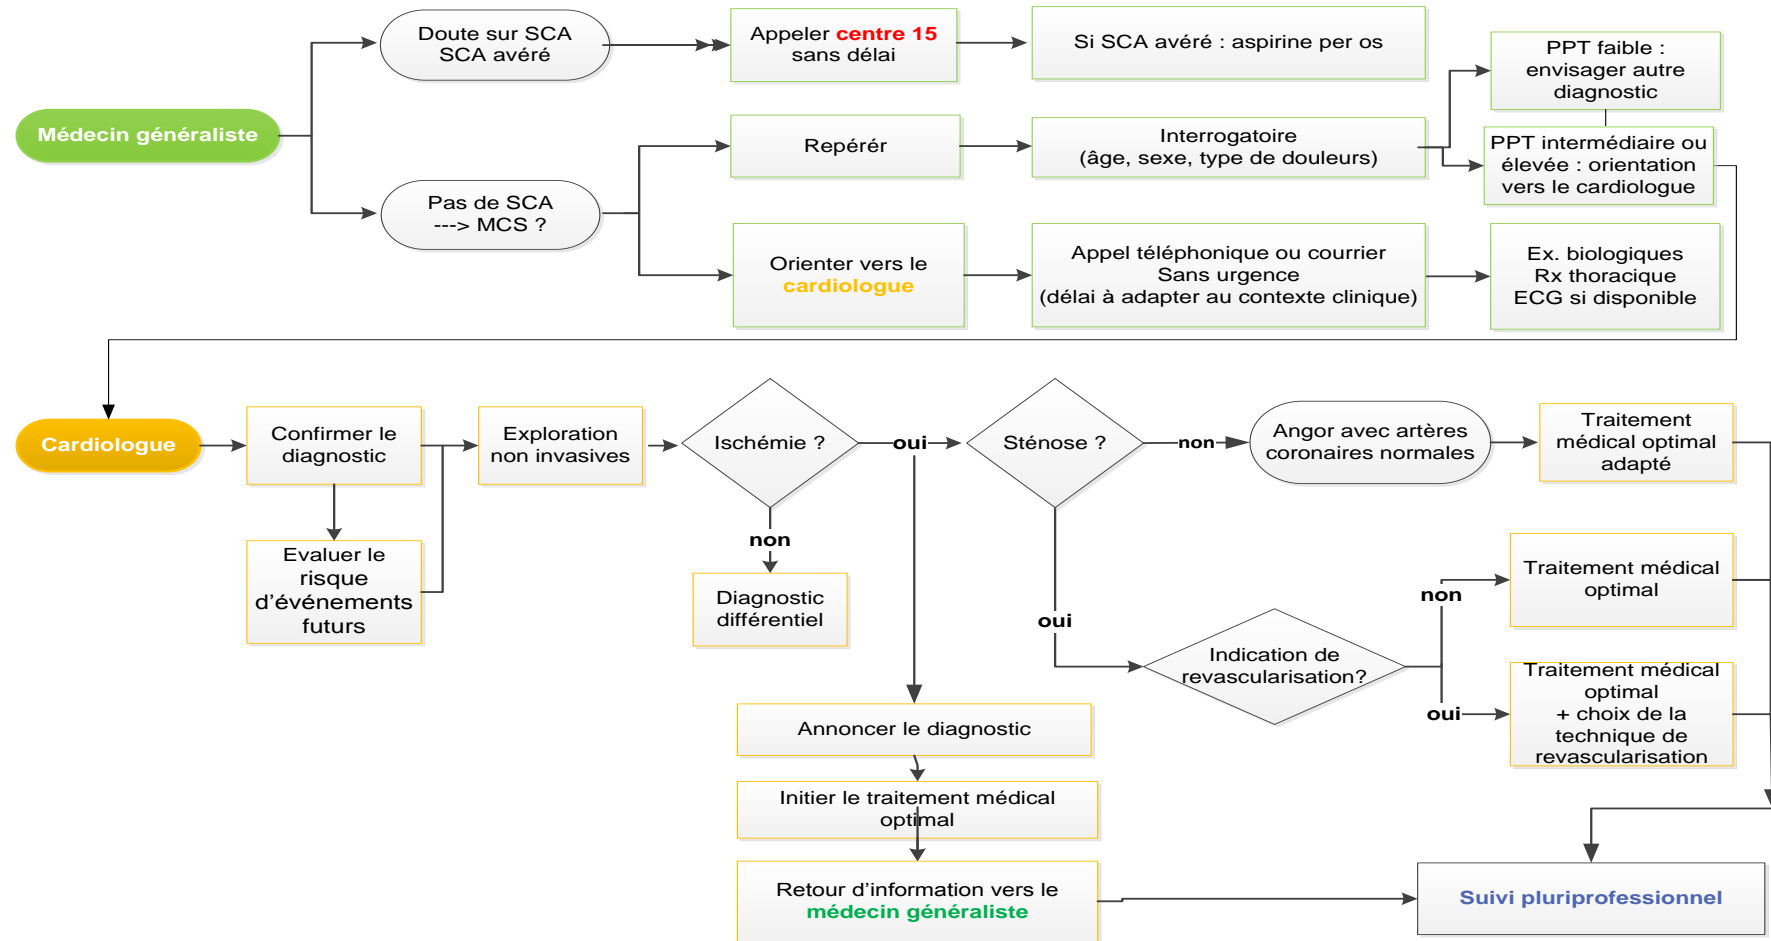 Doute sur SCA
SCA avéré
Appeler centre 15
sans délai
Si SCA avéré : aspirine per os
PPT faible :
envisager autre
diagnostic
Médecin généraliste
Repérér
Interrogatoire
(âge, sexe, type de douleurs)
PPT intermédiaire ou
élevée : orientation
vers le cardiologue
Pas de SCA
---> MCS ?
Orienter vers le
cardiologue
Appel téléphonique ou courrier
Sans urgence
(délai à adapter au contexte clinique)
Ex. biologiques
Rx thoracique
ECG si disponible
Cardiologue
Confirmer le
diagnostic
Exploration
non invasives
Ischémie ?
oui
Sténose ?
non
Angor avec artères
coronaires normales
Traitement
médical optimal
adapté
Evaluer le
risque
d’événements
futurs
non
Diagnostic
différentiel
oui
Indication de
revascularisation?
non
Traitement médical
optimal
oui
Traitement médical
optimal
+ choix de la
technique de
revascularisation
Annoncer le diagnostic
Initier le traitement médical
optimal
Retour d’information vers le
médecin généraliste
Suivi pluriprofessionnel